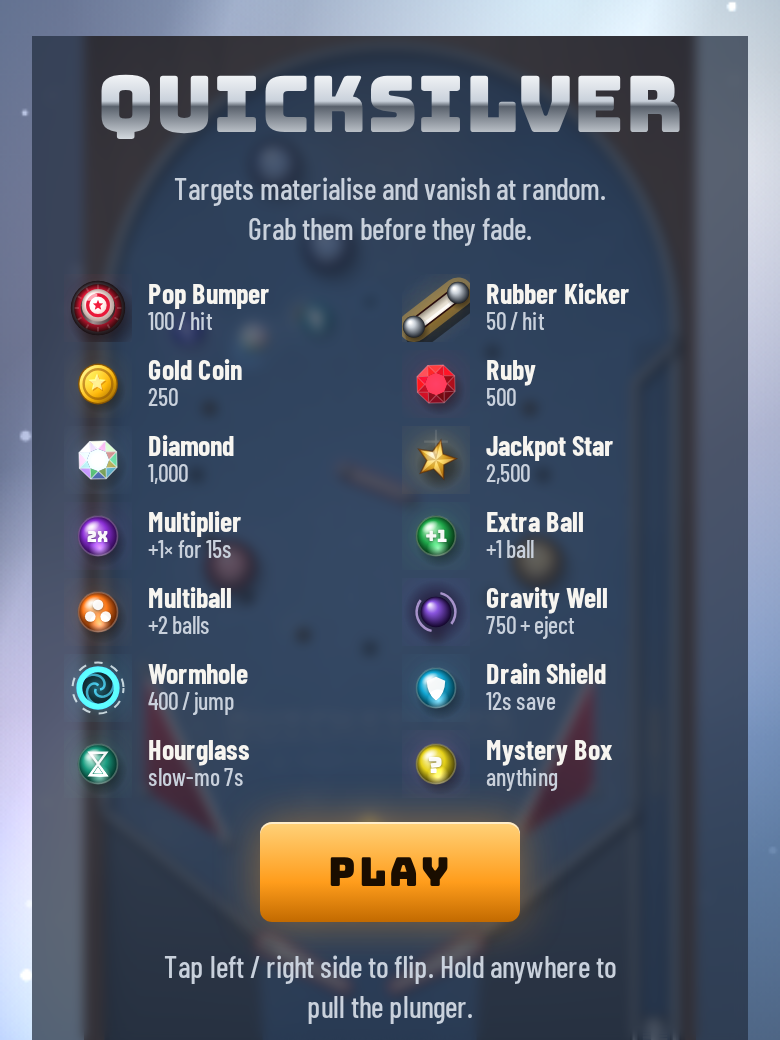 QUICKSILVER
Targets materialise and vanish at random.
Grab them before they fade.
Pop Bumper
100 / hit
Rubber Kicker
50 / hit
Gold Coin
250
Ruby
500
Diamond
1,000
Jackpot Star
2,500
2X
Multiplier
+1× for 15s
+1
Extra Ball
+1 ball
Multiball
+2 balls
Gravity Well
750 + eject
Wormhole
400 / jump
Drain Shield
12s save
Hourglass
slow-mo 7s
?
Mystery Box
anything
PLAY
Tap left / right side to flip. Hold anywhere to
pull the plunger.